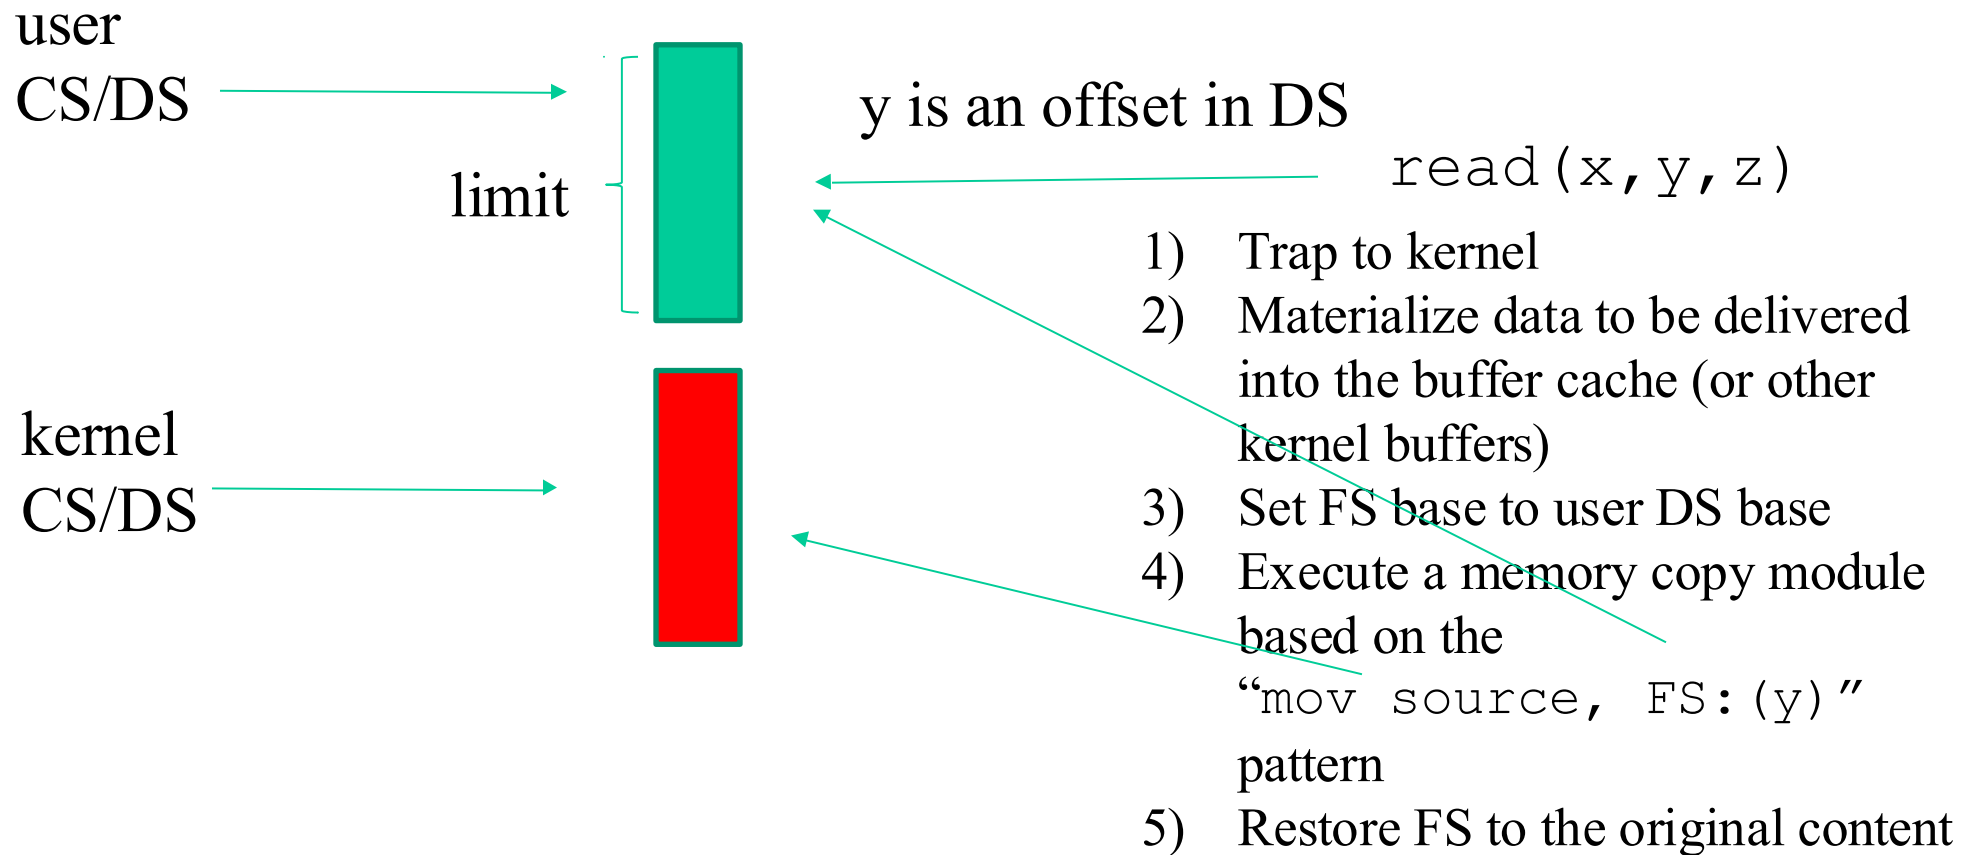 user
CS/DS
limit
kernel
CS/DS
y is an offset in DS
read(x,y,z)
1) Trap to kernel
2) Materialize data to be delivered
into the buffer cache (or other
kernel buffers)
3) Set FS base to user DS base
4) Execute a memory copy module
based on the
“mov source, FS:(y)”
pattern
5) Restore FS to the original content